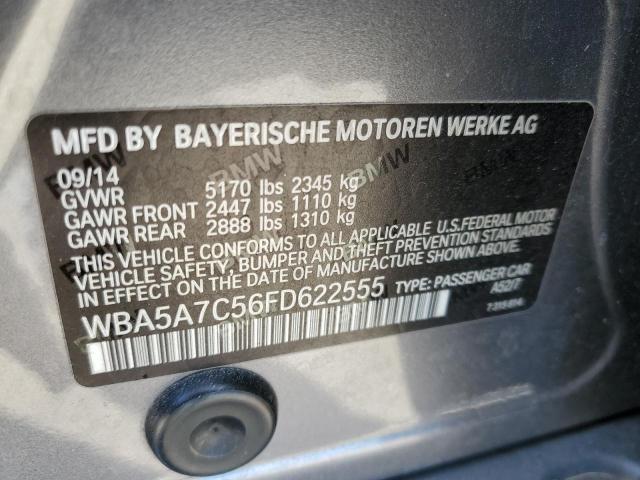 MFD BY BAYERISCHE MOTOREN WERKE AG
09/14
GVWR 5170 lbs 2345 kg
GAWR FRONT 2447 lbs 1110 kg
GAWR REAR 2888 lbs 1310 kg
THIS VEHICLE CONFORMS TO ALL APPLICABLE U.S.FEDERAL MOTOR
VEHICLE SAFETY, BUMPER AND THEFT PREVENTION STANDARDS
IN EFFECT ON THE DATE OF MANUFACTURE SHOWN ABOVE.
WBA5A7C56FD622555 TYPE: PASSENGER CAR
A52/7